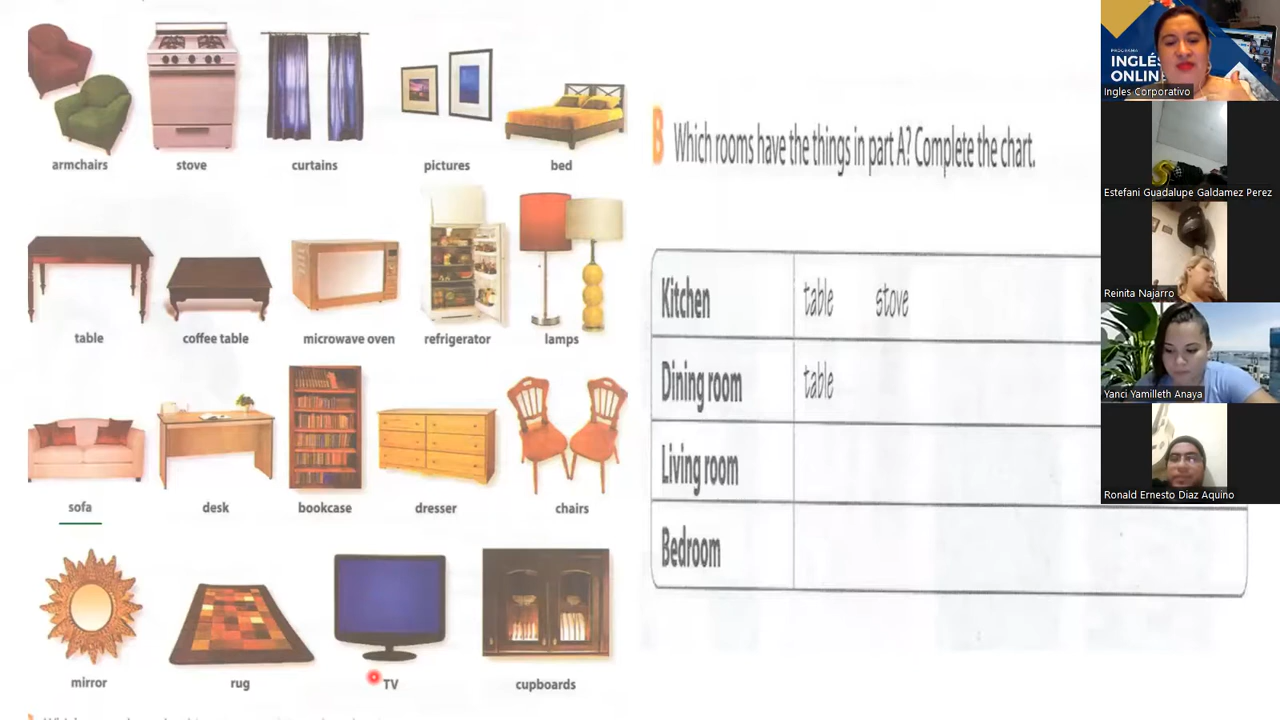 armchairs stove curtains pictures bed
table coffee table microwave oven refrigerator lamps
sofa desk bookcase dresser chairs
mirror rug TV cupboards
B Which rooms have the things in part A? Complete the chart.
Kitchen table stove
Dining room table
Living room
Bedroom
PROGRAMA
INGLÉS
ONLIN
Ingles Corporativo
Estefani Guadalupe Galdamez Perez
Reinita Najarro
Yanci Yamilleth Anaya
Ronald Ernesto Diaz Aquino